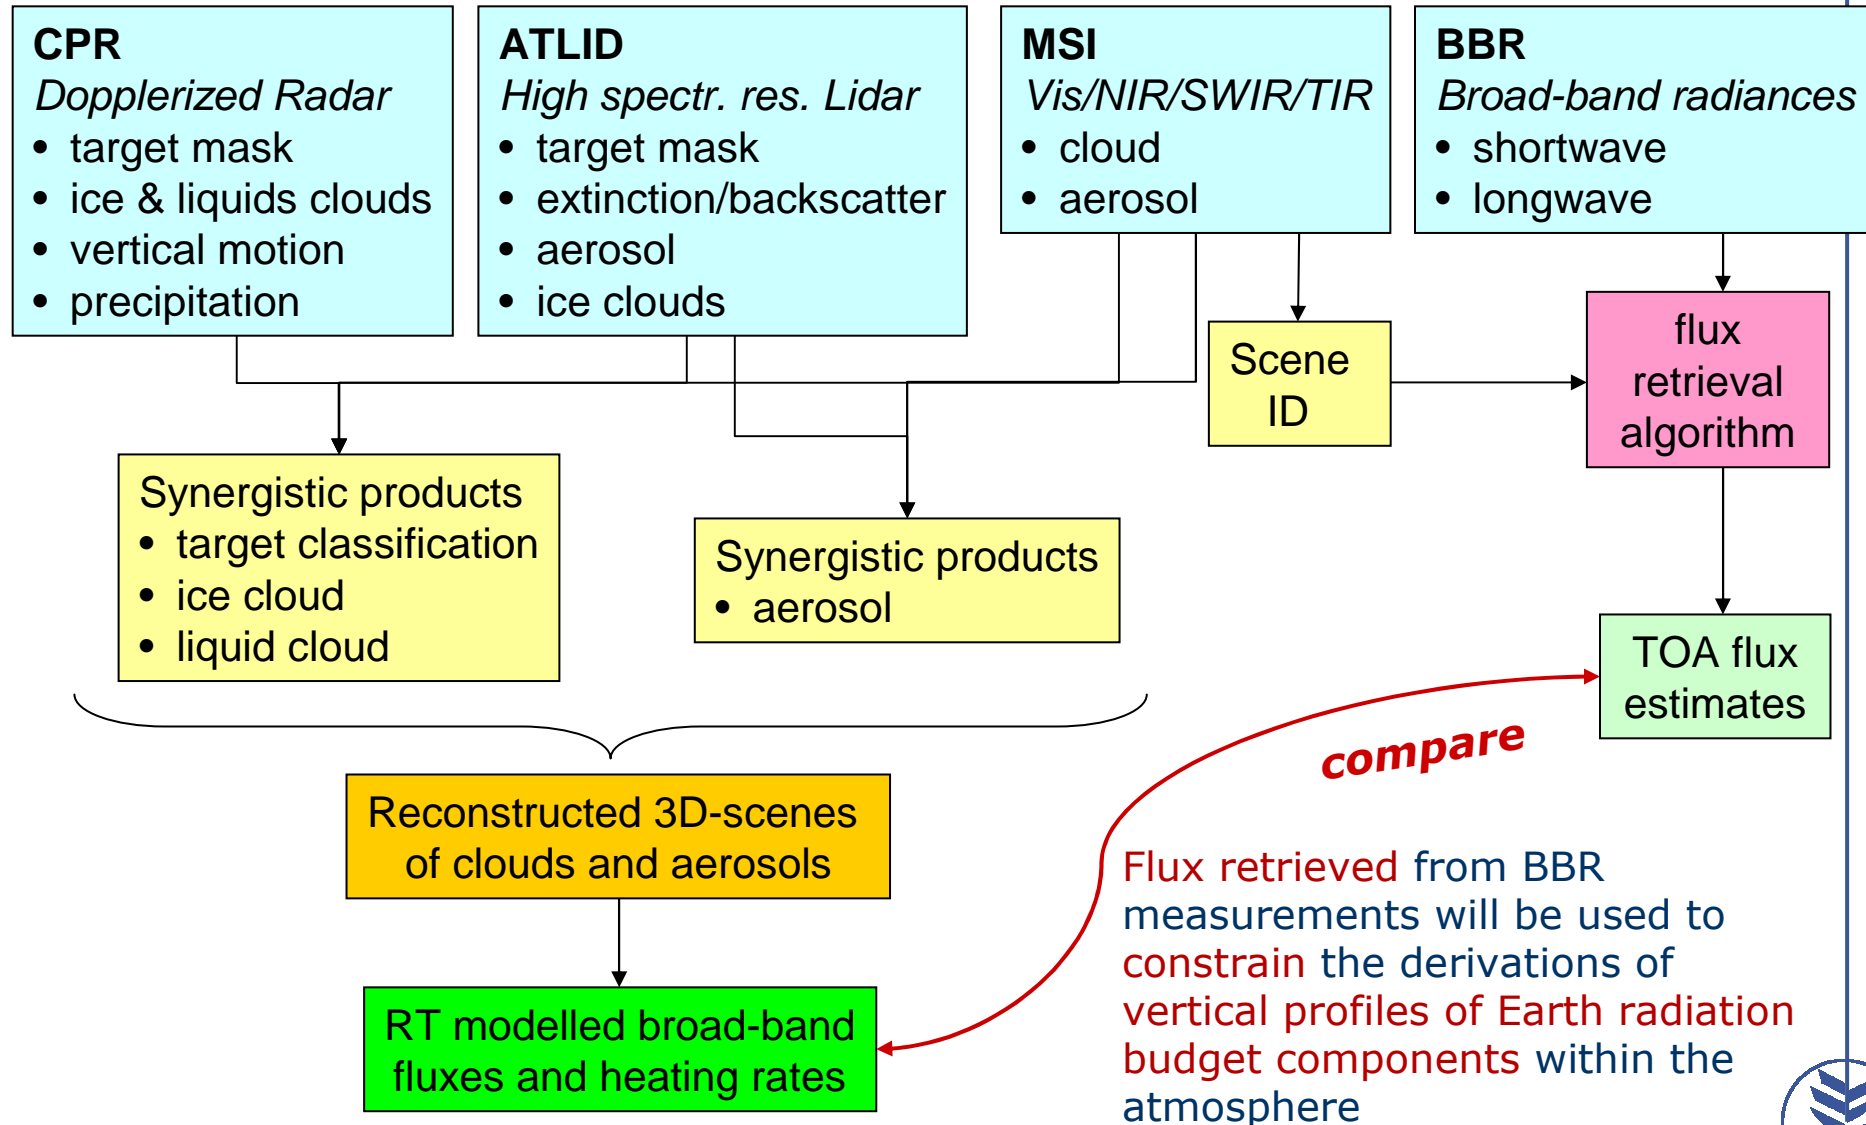 CPR
Dopplerized Radar
• target mask
• ice & liquids clouds
• vertical motion
• precipitation
ATLID
High spectr. res. Lidar
• target mask
• extinction/backscatter
• aerosol
• ice clouds
MSI
Vis/NIR/SWIR/TIR
• cloud
• aerosol
BBR
Broad-band radiances
• shortwave
• longwave
Scene
ID
flux
retrieval
algorithm
Synergistic products
• target classification
• ice cloud
• liquid cloud
Synergistic products
• aerosol
TOA flux
estimates
compare
Reconstructed 3D-scenes
of clouds and aerosols
RT modelled broad-band
fluxes and heating rates
Flux retrieved from BBR
measurements will be used to
constrain the derivations of
vertical profiles of Earth radiation
budget components within the
atmosphere